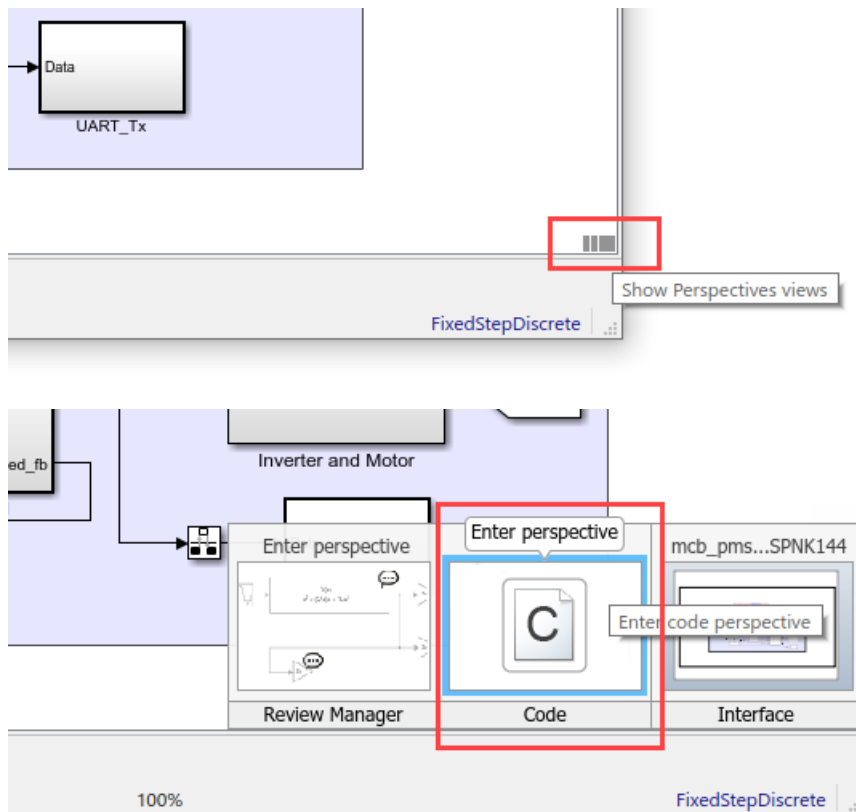 Data
UART_Tx
Show Perspectives views
FixedStepDiscrete
ed_fb
Inverter and Motor
Enter perspective
Enter perspective
mcb_pms...SPNK144
C
Enter code perspective
Review Manager
Code
Interface
100%
FixedStepDiscrete